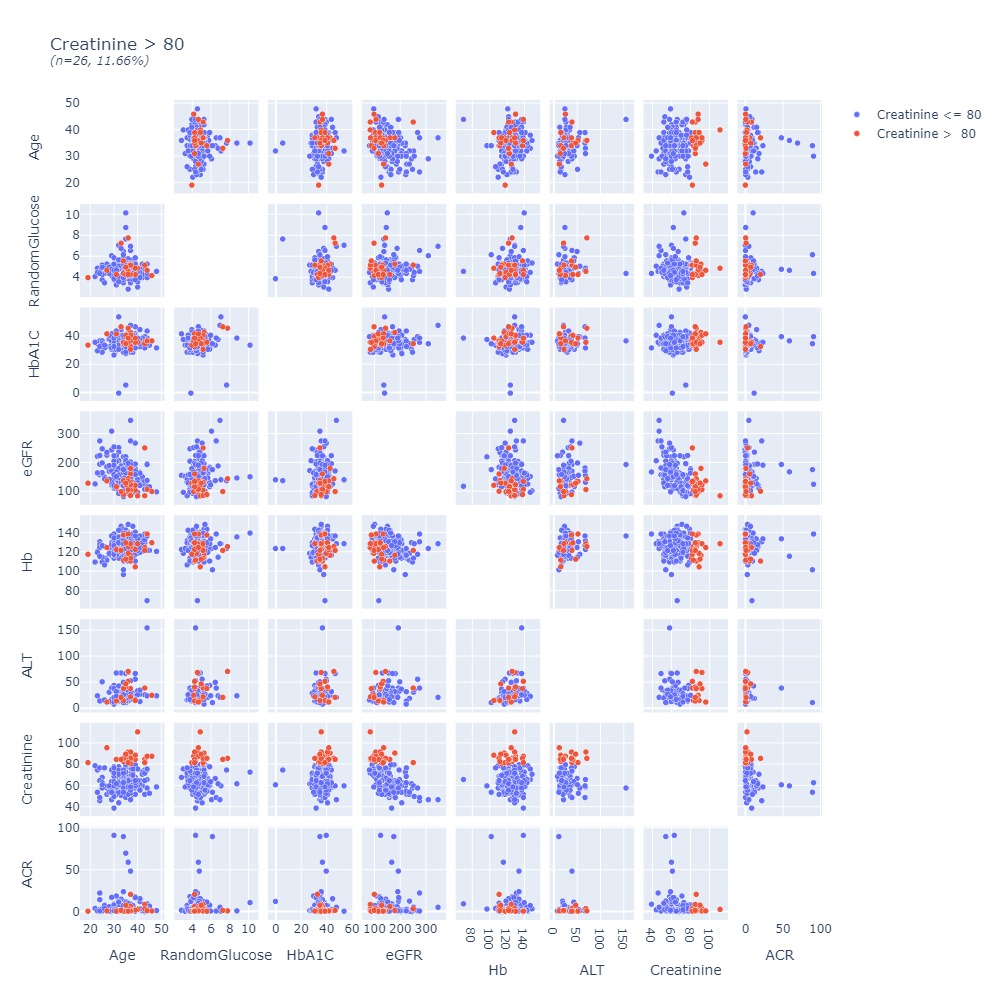 Creatinine > 80
(n=26, 11.66%)
Creatinine <= 80
Creatinine > 80
Age
50
40
30
20
RandomGlucose
10
8
6
4
HbA1C
40
20
0
eGFR
300
200
100
Hb
140
120
100
80
ALT
150
100
50
0
Creatinine
100
80
60
40
ACR
100
50
0
20 30 40 50
4 6 8 10
0 20 40 60
100 200 300
80 100 120 140
0 50 100 150
40 60 80 100
0 50 100
Age
RandomGlucose
HbA1C
eGFR
Hb
ALT
Creatinine
ACR